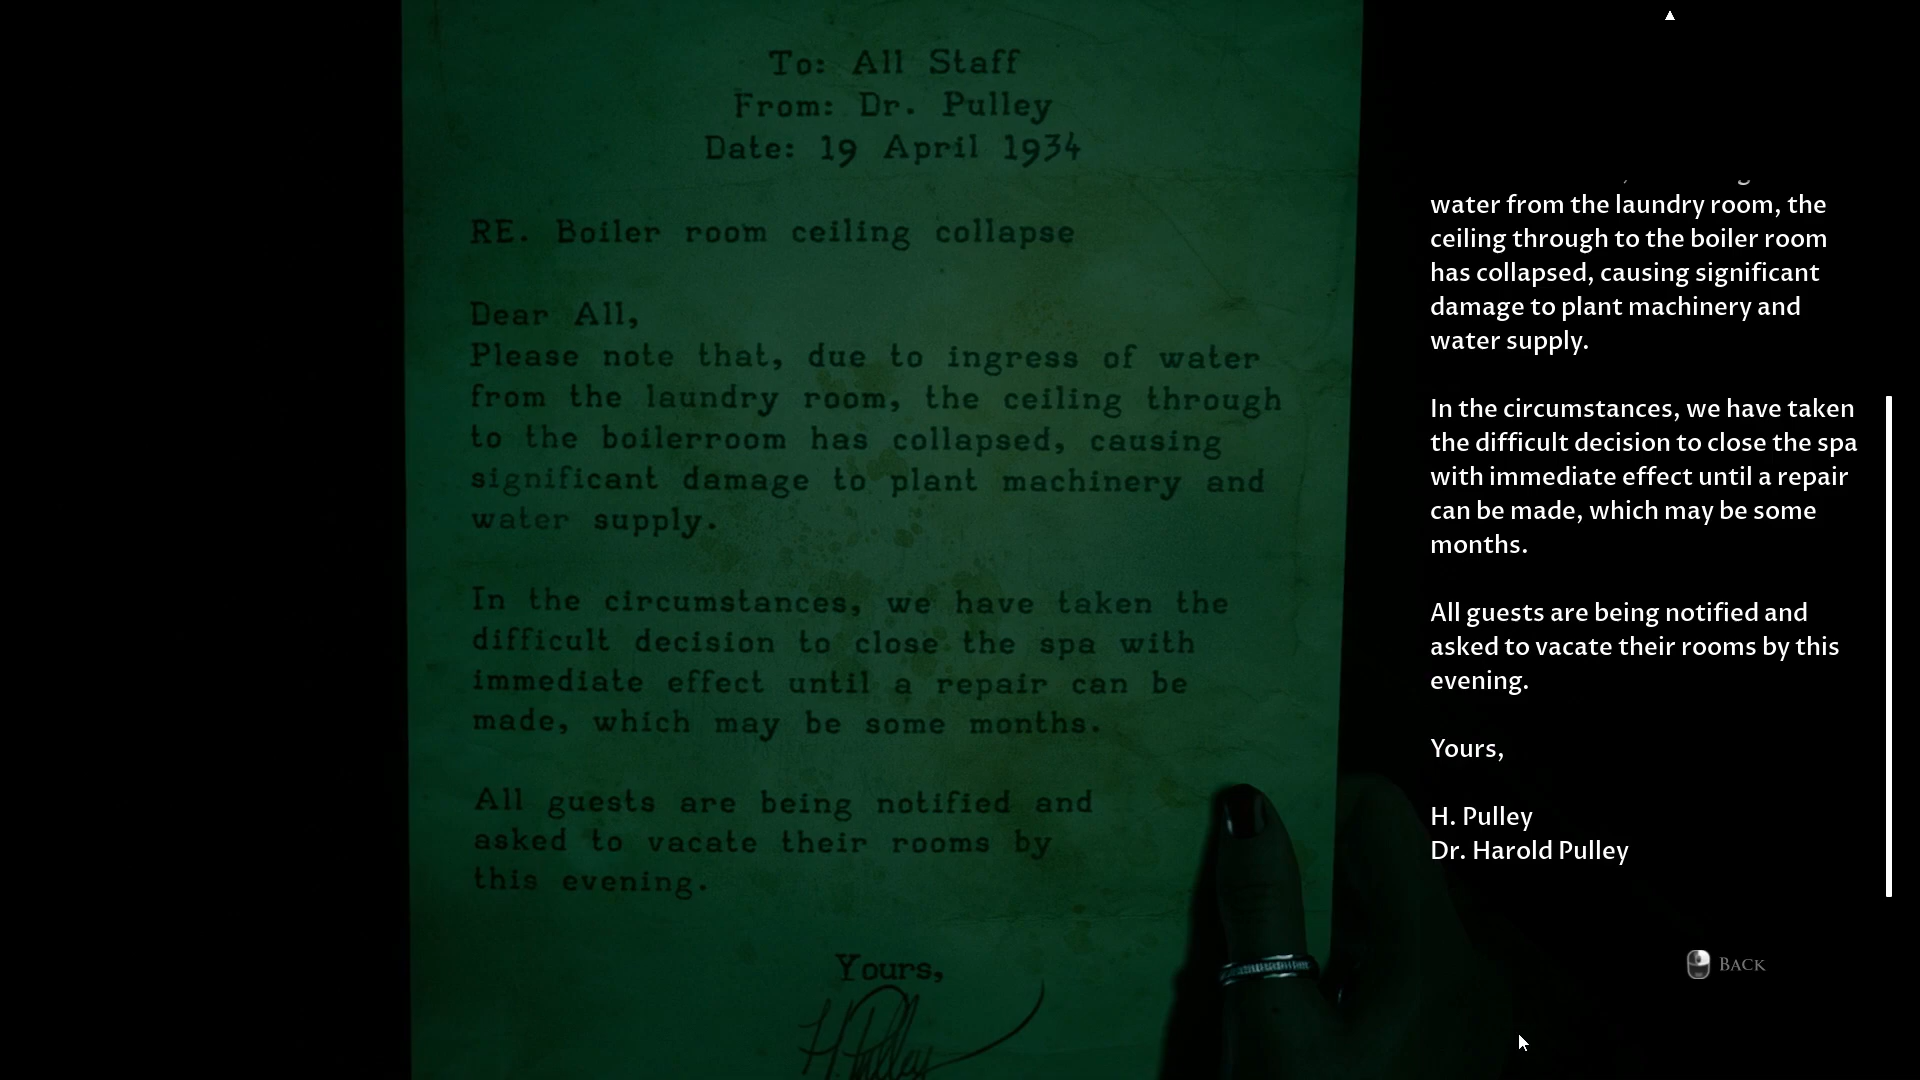 To: All Staff
From: Dr. Pulley
Date: 19 April 1934
RE. Boiler room ceiling collapse
Dear All,
Please note that, due to ingress of water
from the laundry room, the ceiling through
to the boilerroom has collapsed, causing
significant damage to plant machinery and
water supply.
In the circumstances, we have taken the
difficult decision to close the spa with
immediate effect until a repair can be
made, which may be some months.
All guests are being notified and
asked to vacate their rooms by
this evening.
Yours,
H. Pulley
water from the laundry room, the
ceiling through to the boiler room
has collapsed, causing significant
damage to plant machinery and
water supply.
In the circumstances, we have taken
the difficult decision to close the spa
with immediate effect until a repair
can be made, which may be some
months.
All guests are being notified and
asked to vacate their rooms by this
evening.
Yours,
H. Pulley
Dr. Harold Pulley
BACK